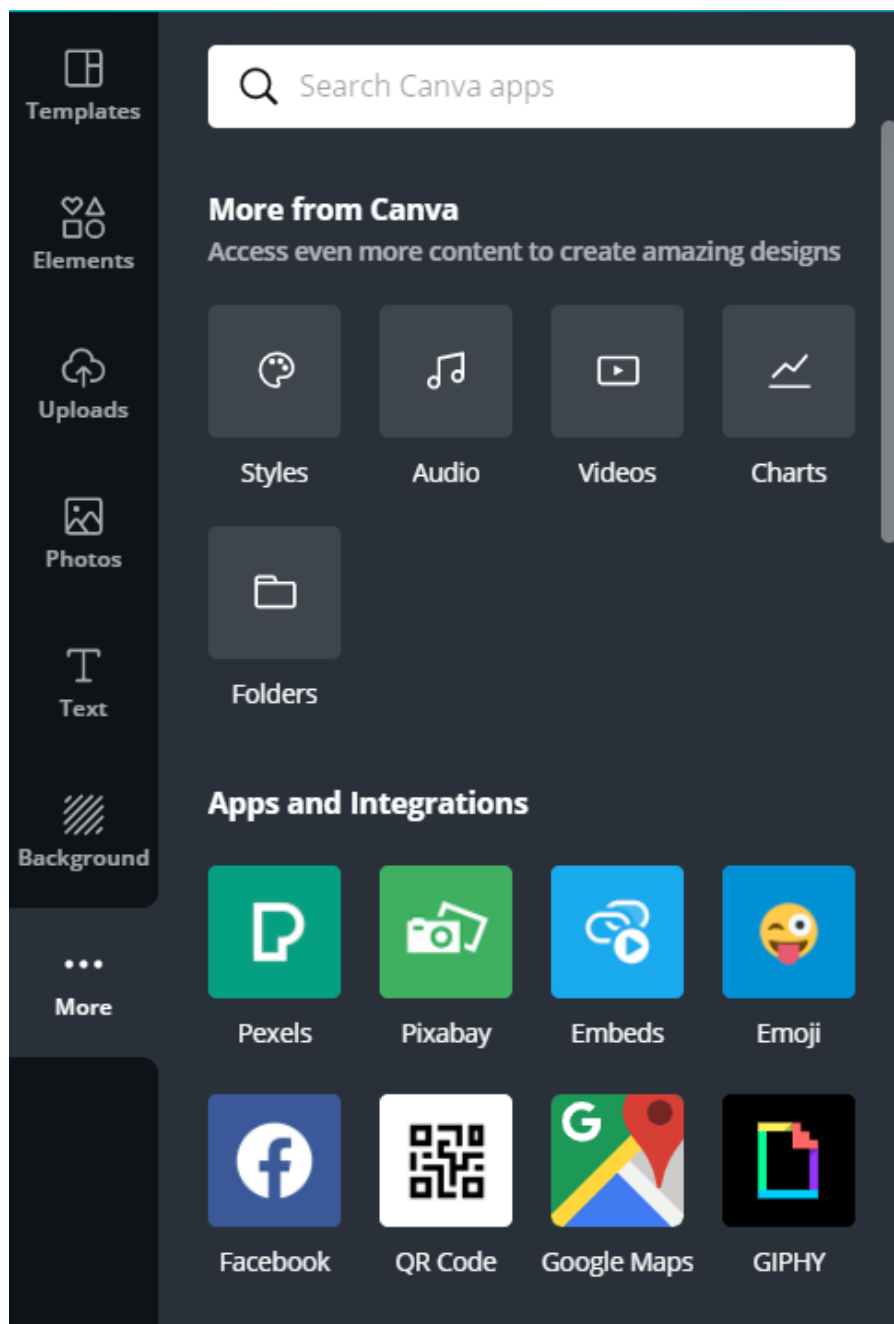 Templates
Elements
Uploads
Photos
Text
Background
More
Search Canva apps
More from Canva
Access even more content to create amazing designs
Styles Audio Videos Charts
Folders
Apps and Integrations
Pexels Pixabay Embeds Emoji
G
Facebook QR Code Google Maps GIPHY